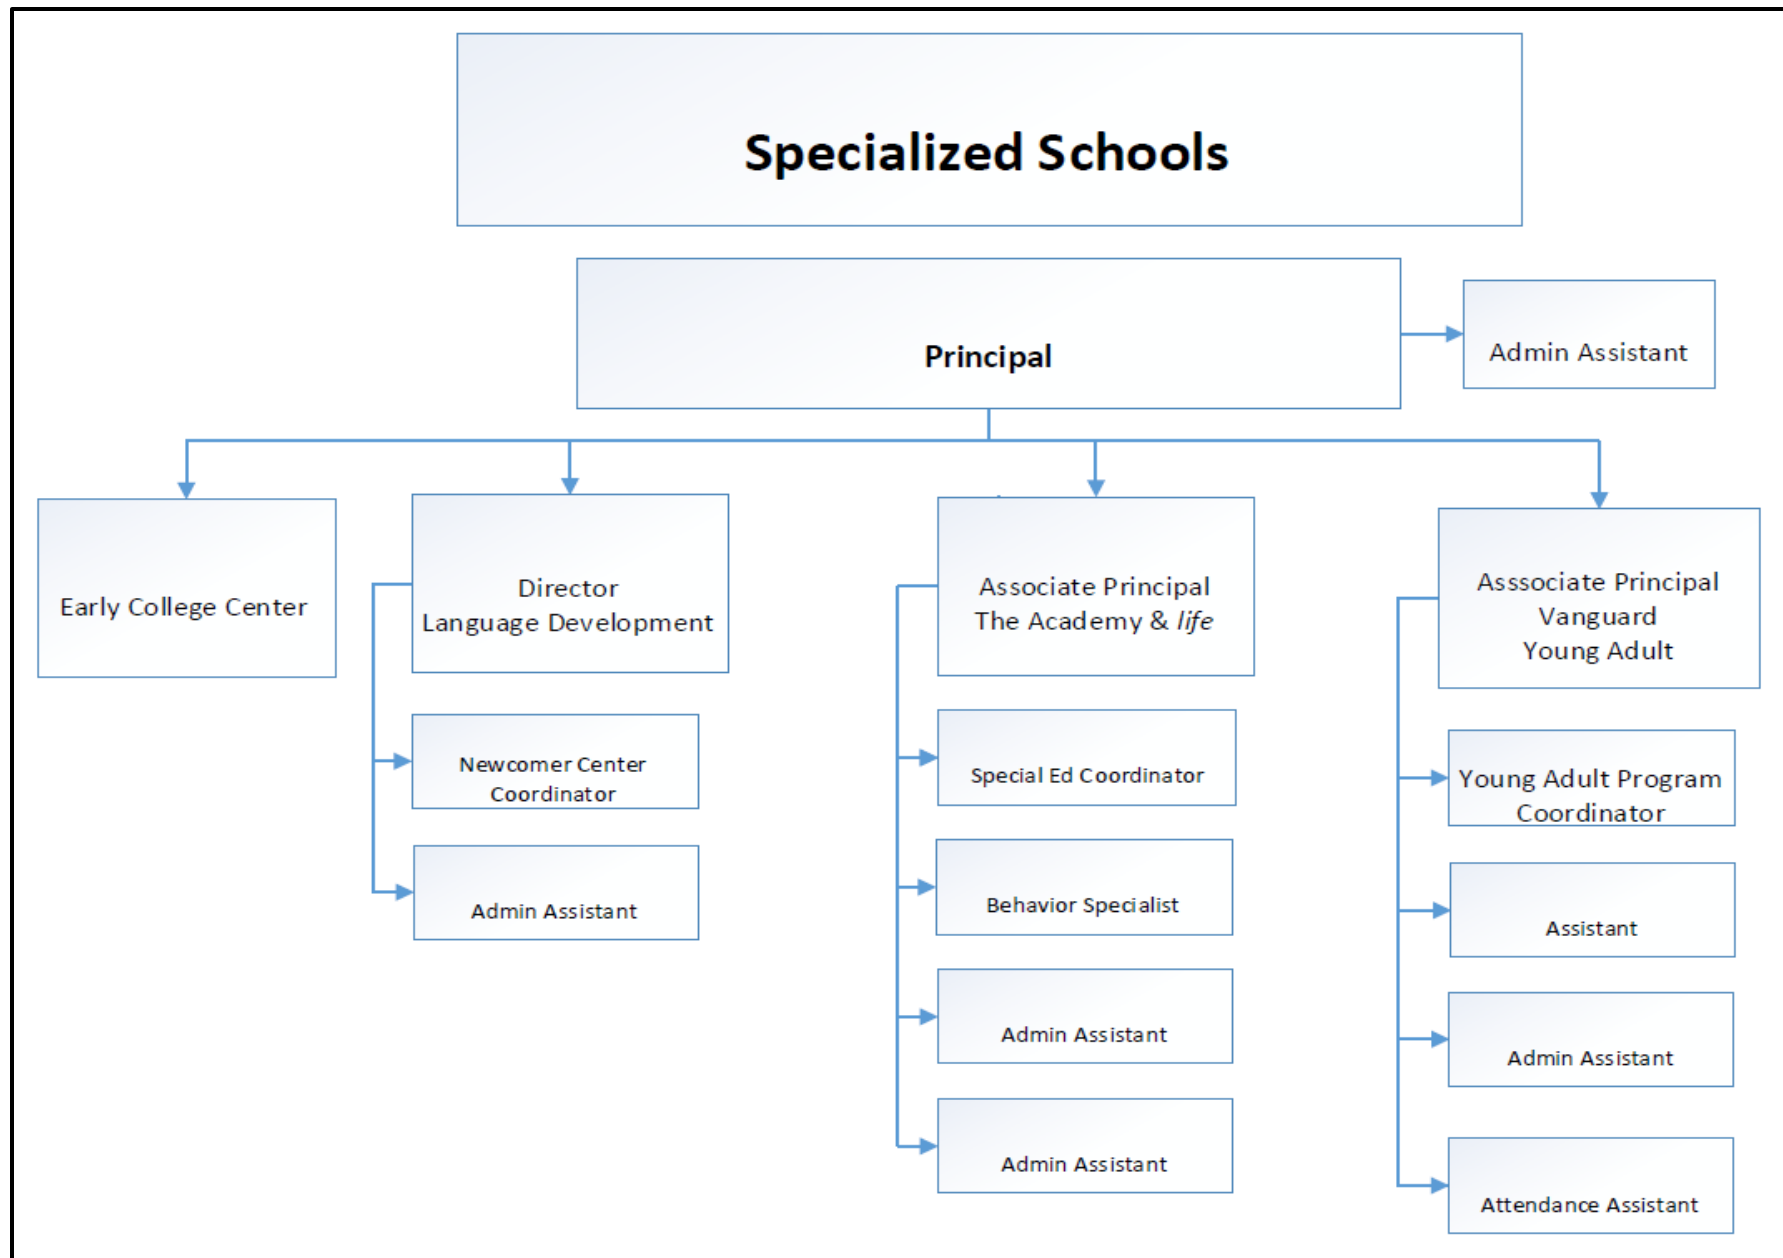 Specialized Schools
Principal
Admin Assistant
Early College Center
Director
Language Development
Newcomer Center
Coordinator
Admin Assistant
Associate Principal
The Academy & life
Special Ed Coordinator
Behavior Specialist
Admin Assistant
Admin Assistant
Asssociate Principal
Vanguard
Young Adult
Young Adult Program
Coordinator
Assistant
Admin Assistant
Attendance Assistant